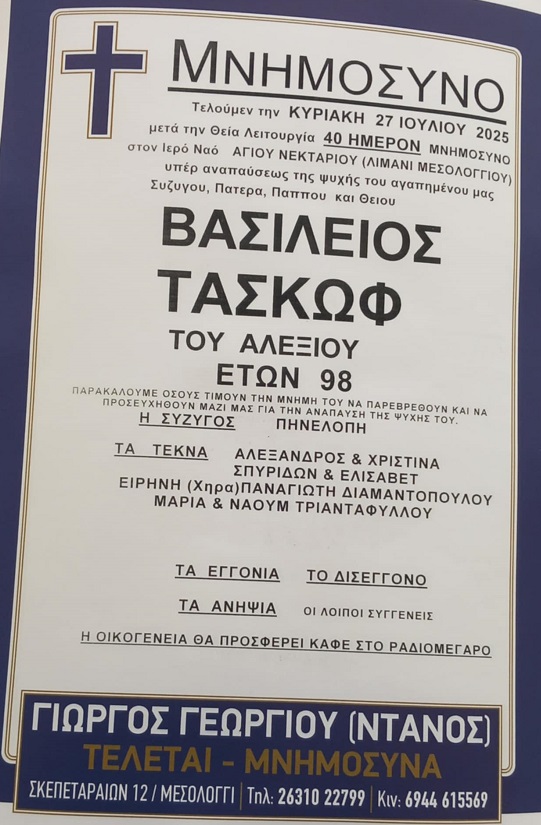 ΜΝΗΜΟΣΥΝΟ
Τελούμεν την ΚΥΡΙΑΚΗ 27 ΙΟΥΛΙΟΥ 2025
μετά την Θεία Λειτουργία 40 ΗΜΕΡΟΝ ΜΝΗΜΟΣΥΝΟ
στον Ιερό Ναό ΑΓΙΟΥ ΝΕΚΤΑΡΙΟΥ (ΛΙΜΑΝΙ ΜΕΣΟΛΟΓΓΙΟΥ)
υπέρ αναπαύσεως της ψυχής του αγαπημένου μας
Συζυγου, Πατερα, Παππου και Θειου
ΒΑΣΙΛΕΙΟΣ
ΤΑΣΚΩΦ
ΤΟΥ ΑΛΕΞΙΟΥ
ΕΤΩΝ 98
ΠΑΡΑΚΑΛΟΥΜΕ ΟΣΟΥΣ ΤΙΜΟΥΝ ΤΗΝ ΜΝΗΜΗ ΤΟΥ ΝΑ ΠΑΡΕΒΡΕΘΟΥΝ ΚΑΙ ΝΑ
ΠΡΟΣΕΥΧΗΘΟΥΝ ΜΑΖΙ ΜΑΣ ΓΙΑ ΤΗΝ ΑΝΑΠΑΥΣΗ ΤΗΣ ΨΥΧΗΣ ΤΟΥ.
Η ΣΥΖΥΓΟΣ ΠΗΝΕΛΟΠΗ
ΤΑ ΤΕΚΝΑ ΑΛΕΞΑΝΔΡΟΣ & ΧΡΙΣΤΙΝΑ
ΣΠΥΡΙΔΩΝ & ΕΛΙΣΑΒΕΤ
ΕΙΡΗΝΗ (Χηρα)ΠΑΝΑΓΙΩΤΗ ΔΙΑΜΑΝΤΟΠΟΥΛΟΥ
ΜΑΡΙΑ & ΝΑΟΥΜ ΤΡΙΑΝΤΑΦΥΛΛΟΥ
ΤΑ ΕΓΓΟΝΙΑ ΤΟ ΔΙΣΕΓΓΟΝΟ
ΤΑ ΑΝΗΨΙΑ ΟΙ ΛΟΙΠΟΙ ΣΥΓΓΕΝΕΙΣ
Η ΟΙΚΟΓΕΝΕΙΑ ΘΑ ΠΡΟΣΦΕΡΕΙ ΚΑΦΕ ΣΤΟ ΡΑΔΙΟΜΕΓΑΡΟ
ΓΙΩΡΓΟΣ ΓΕΩΡΓΙΟΥ (ΝΤΑΝΟΣ)
ΤΕΛΕΤΑΙ - ΜΝΗΜΟΣΥΝΑ
ΣΚΕΠΕΤΑΡΑΙΩΝ 12 / ΜΕΣΟΛΟΓΓΙ | Τηλ: 26310 22799 | Κιν: 6944 615569